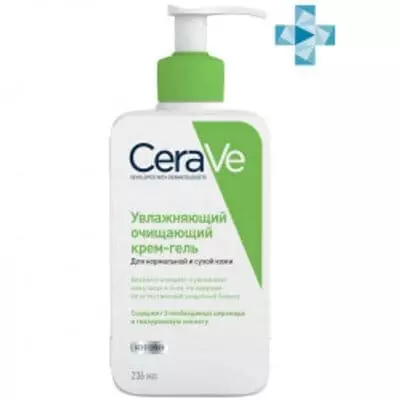 CeraVe
DEVELOPED WITH DERMATOLOGISTS
Увлажняющий
очищающий
крем-гель
Для нормальной и сухой кожи
Содержит 3 необходимых церамида
и гиалуроновую кислоту
236 мл